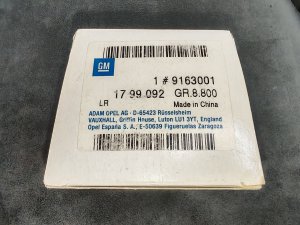 GM
1 # 9163001
17 99 092 GR.8.800
LR Made in China
ADAM OPEL AG - D-65423 Rüsselsheim
VAUXHALL, Griffin House, Luton LU1 3YT, England
Opel España S. A., E-50639 Figueruelas Zaragoza